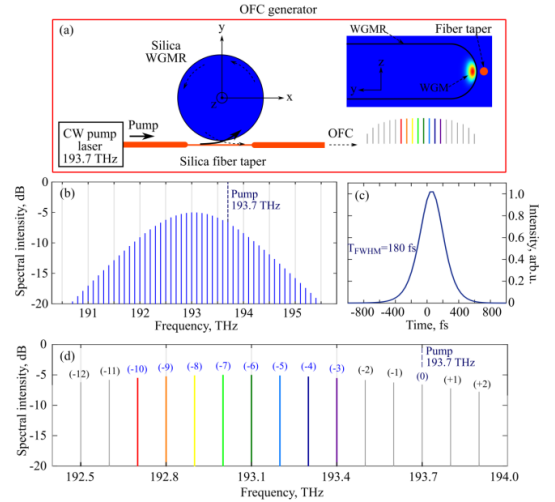 OFC generator
(a)
y
Silica
WGMR
x
z
WGMR
Fiber taper
z
y
WGM
Pump
CW pump
laser
193.7 THz
Silica fiber taper
OFC
(b)
Spectral intensity, dB
0
-5
-10
-15
-20
Pump
193.7 THz
191
192
193
194
195
Frequency, THz
(c)
TFWHM=180 fs
1.0
0.8
0.6
0.4
0.2
0
Intensity, arb.u.
-800
-400
0
400
800
Time, fs
(d)
Spectral intensity, dB
0
-5
-10
-15
-20
Pump
193.7 THz
(-12) (-11) (-10) (-9) (-8) (-7) (-6) (-5) (-4) (-3) (-2) (-1) (0) (+1) (+2)
192.5 192.8 193.1 193.4 193.7 194.0
Frequency, THz